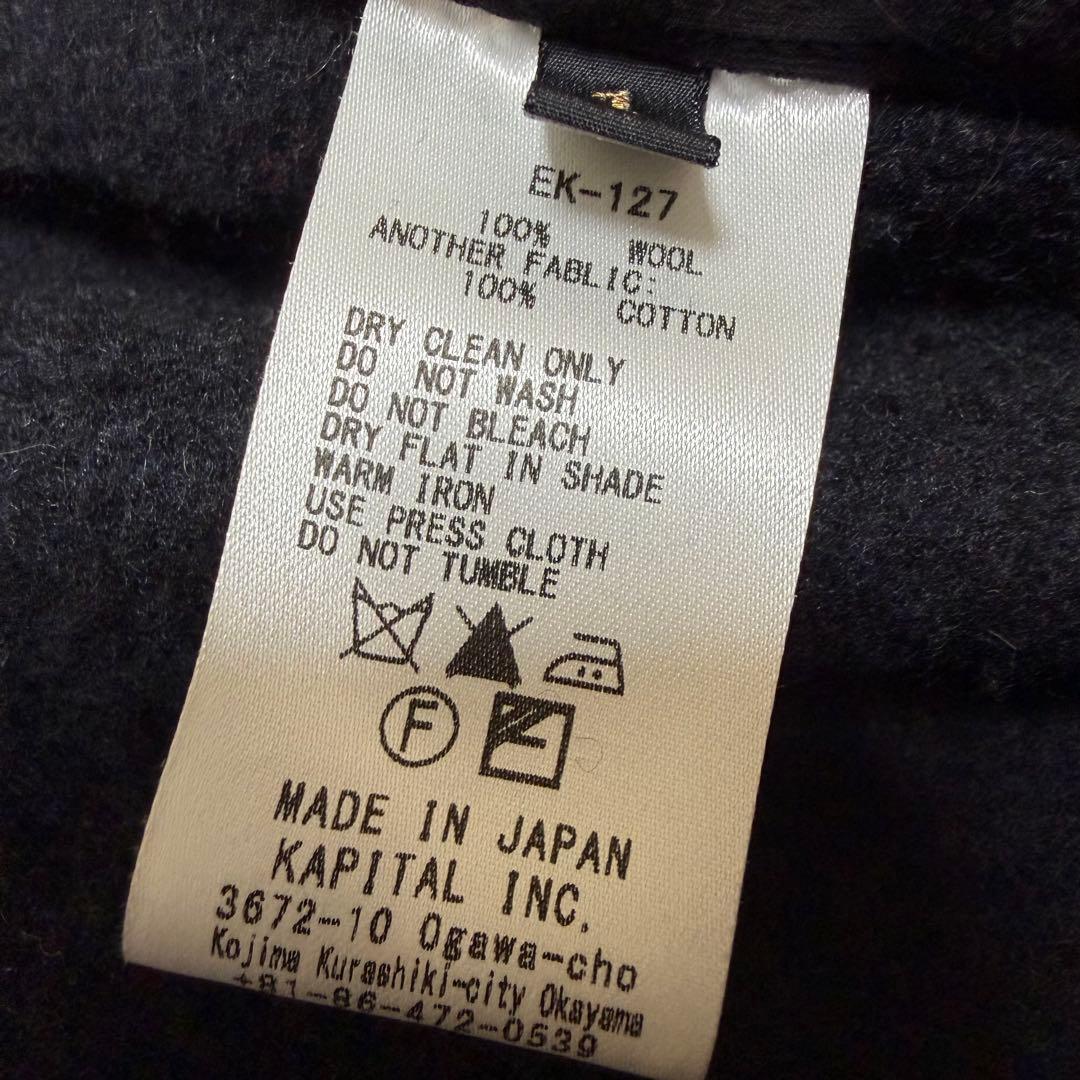 1
EK-127
100% WOOL
ANOTHER FABLIC:
100% COTTON
DRY CLEAN ONLY
DO NOT WASH
DO NOT BLEACH
DRY FLAT IN SHADE
WARM IRON
USE PRESS CLOTH
DO NOT TUMBLE
F
MADE IN JAPAN
KAPITAL INC.
3672-10 Ogawa-cho
Kojima Kurashiki-city Okayama
+81-86-472-0539